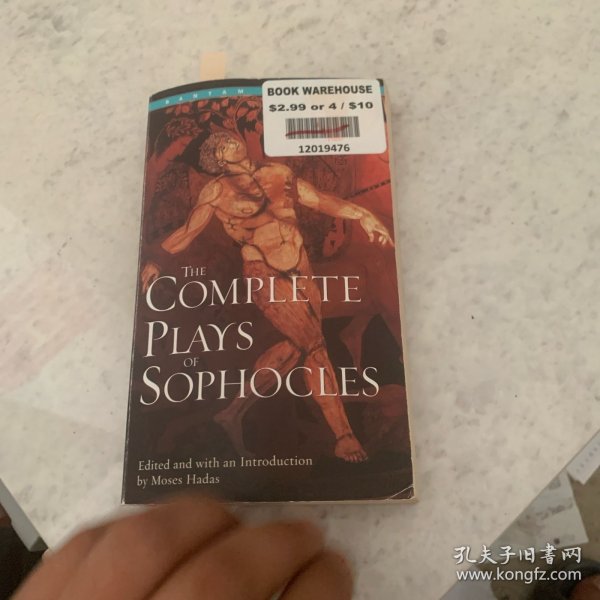 BANTAM
BOOK WAREHOUSE
$2.99 or 4 / $10
12019476
THE
COMPLETE
PLAYS
OF
SOPHOCLES
Edited and with an Introduction
by Moses Hadas
孔夫子旧书网
www.kongfz.com